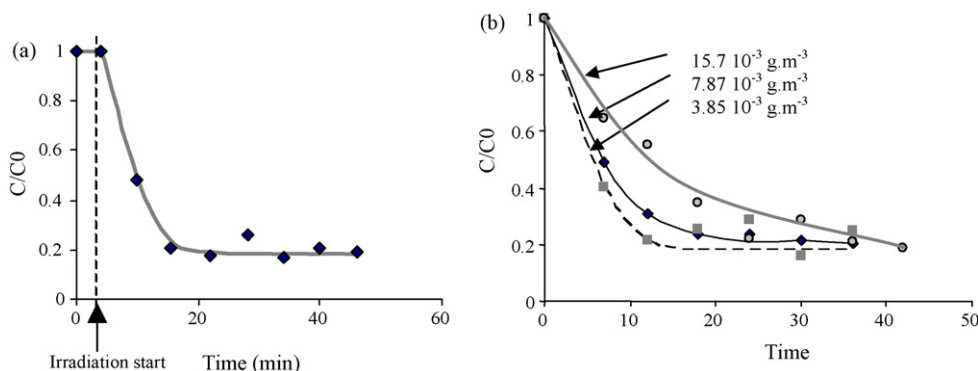 (a)
1
0.8
0.6
0.4
0.2
0
C/C0
0 20 40 60
Irradiation start
Time (min)
(b)
1
0.8
0.6
0.4
0.2
0
C/C0
15.7 10⁻³ g.m⁻³
7.87 10⁻³ g.m⁻³
3.85 10⁻³ g.m⁻³
0 10 20 30 40 50
Time